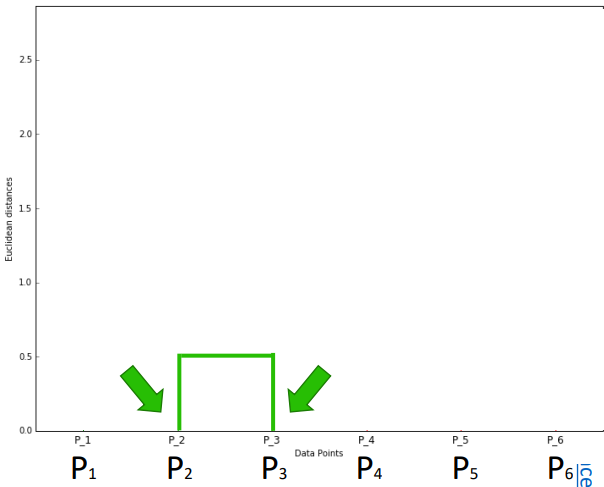 2.5
2.0
1.5
1.0
0.5
0.0
Euclidean distances
P_1 P_2 P_3 P_4 P_5 P_6
Data Points
P1 P2 P3 P4 P5 P6
ice